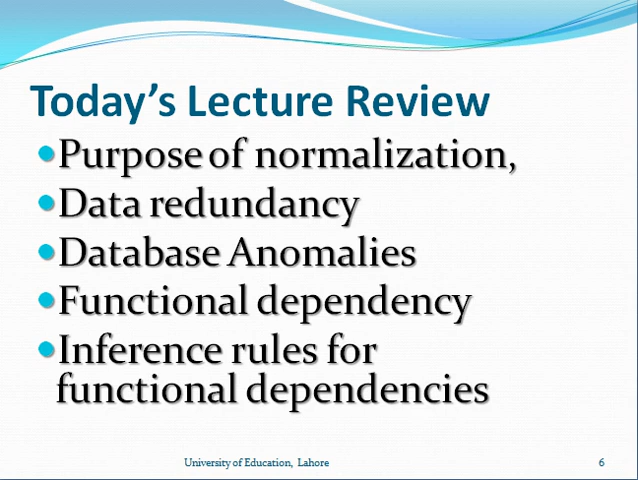 Today's Lecture Review
Purpose of normalization,
Data redundancy
Database Anomalies
Functional dependency
Inference rules for
functional dependencies
University of Education, Lahore
6